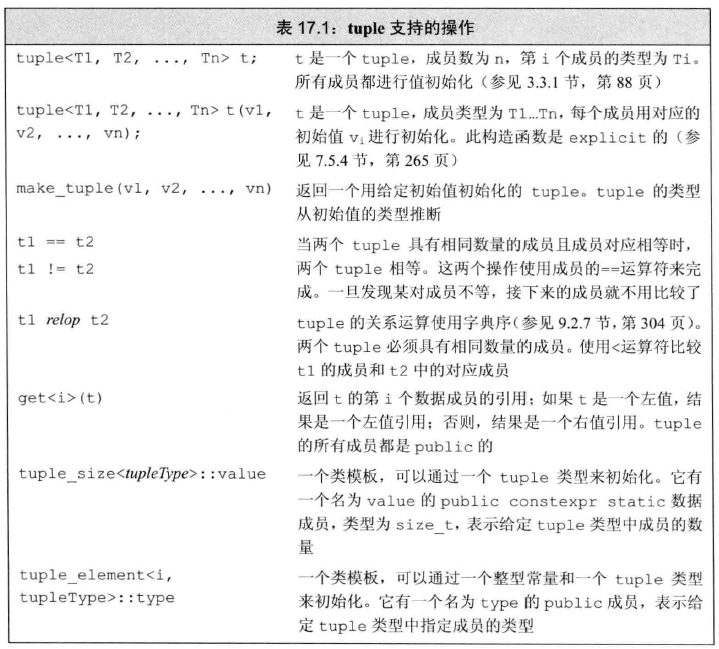 表 17.1：tuple 支持的操作
tuple<T1, T2, ..., Tn> t;
t 是一个 tuple，成员数为 n，第 i 个成员的类型为 Ti。
所有成员都进行值初始化（参见 3.3.1 节，第 88 页）
tuple<T1, T2, ..., Tn> t(v1,
v2, ..., vn);
t 是一个 tuple，成员类型为 T1…Tn，每个成员用对应的
初始值 vi 进行初始化。此构造函数是 explicit 的（参
见 7.5.4 节，第 265 页）
make_tuple(v1, v2, ..., vn)
返回一个用给定初始值初始化的 tuple。tuple 的类型
从初始值的类型推断
t1 == t2
t1 != t2
当两个 tuple 具有相同数量的成员且成员对应相等时，
两个 tuple 相等。这两个操作使用成员的==运算符来完
成。一旦发现某对成员不等，接下来的成员就不用比较了
t1 relop t2
tuple 的关系运算使用字典序（参见 9.2.7 节，第 304 页）。
两个 tuple 必须具有相同数量的成员。使用<运算符比较
t1 的成员和 t2 中的对应成员
get<i>(t)
返回 t 的第 i 个数据成员的引用；如果 t 是一个左值，结
果是一个左值引用；否则，结果是一个右值引用。tuple
的所有成员都是 public 的
tuple_size<tupleType>::value
一个类模板，可以通过一个 tuple 类型来初始化。它有
一个名为 value 的 public constexpr static 数据
成员，类型为 size_t，表示给定 tuple 类型中成员的数
量
tuple_element<i,
tupleType>::type
一个类模板，可以通过一个整型常量和一个 tuple 类型
来初始化。它有一个名为 type 的 public 成员，表示给
定 tuple 类型中指定成员的类型